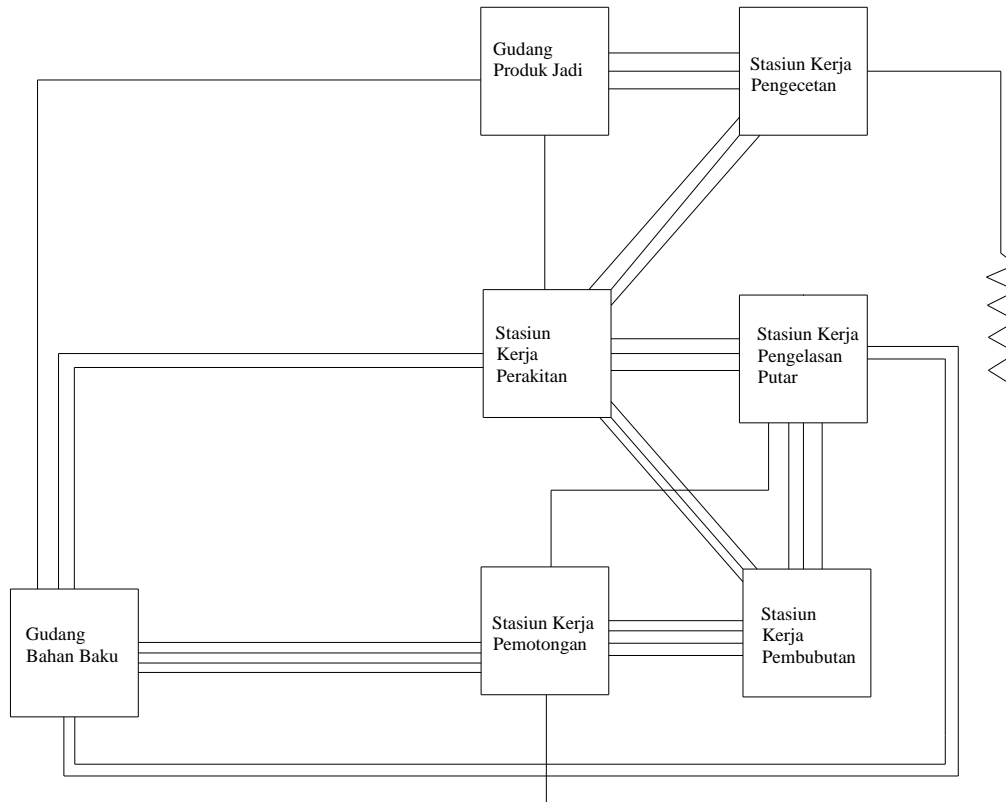 Gudang
Produk Jadi
Stasiun Kerja
Pengecetan
Stasiun
Kerja
Perakitan
Stasiun Kerja
Pengelasan
Putar
Gudang
Bahan Baku
Stasiun Kerja
Pemotongan
Stasiun
Kerja
Pembubutan